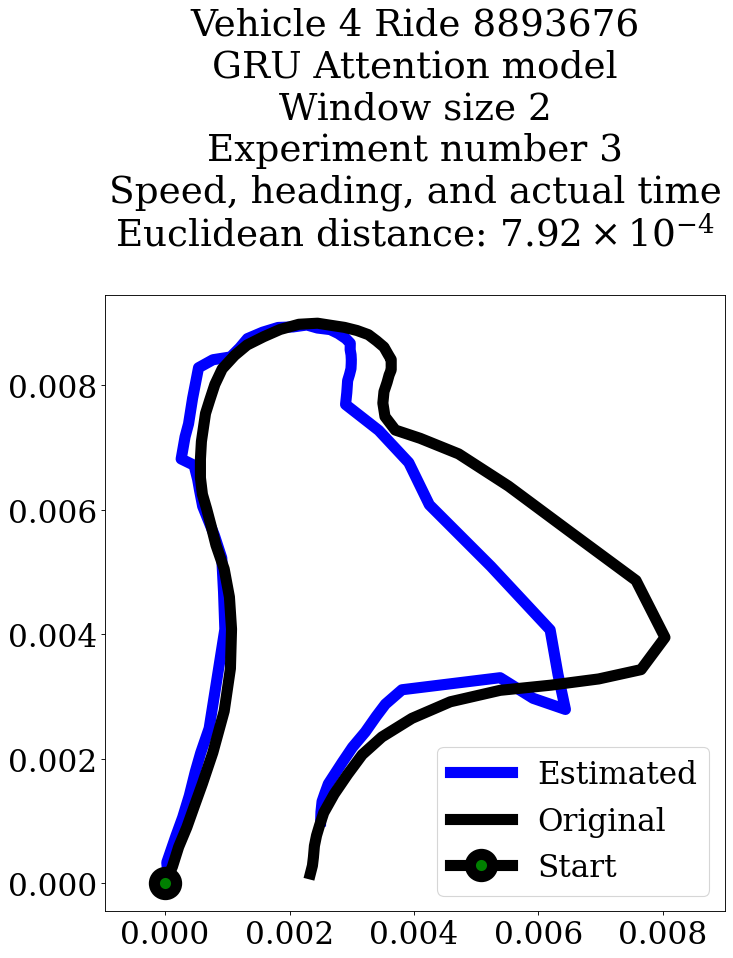 Vehicle 4 Ride 8893676
GRU Attention model
Window size 2
Experiment number 3
Speed, heading, and actual time
Euclidean distance: 7.92 × 10⁻⁴
0.008
0.006
0.004
0.002
0.000
Estimated
Original
Start
0.000 0.002 0.004 0.006 0.008